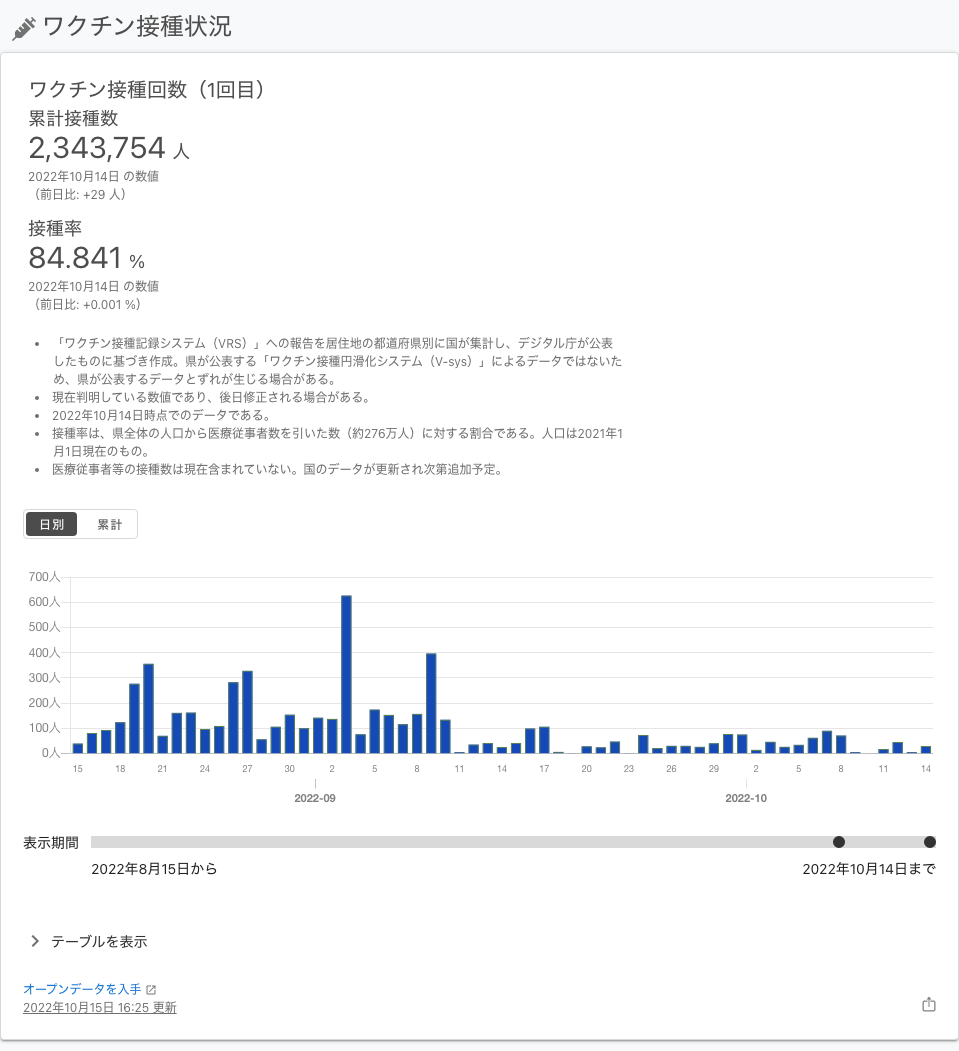 ワクチン接種状況
ワクチン接種回数（1回目）
累計接種数
2,343,754 人
2022年10月14日 の数値
（前日比: +29 人）
接種率
84.841 %
2022年10月14日 の数値
（前日比: +0.001 %）
「ワクチン接種記録システム（VRS）」への報告を居住地の都道府県別に国が集計し、デジタル庁が公表
したものに基づき作成。県が公表する「ワクチン接種円滑化システム（V-sys）」によるデータではないた
め、県が公表するデータとずれが生じる場合がある。
現在判明している数値であり、後日修正される場合がある。
2022年10月14日時点でのデータである。
接種率は、県全体の人口から医療従事者数を引いた数（約276万人）に対する割合である。人口は2021年1
月1日現在のもの。
医療従事者等の接種数は現在含まれていない。国のデータが更新され次第追加予定。
日別 累計
700人
600人
500人
400人
300人
200人
100人
0人
15 18 21 24 27 30 2 5 8 11 14 17 20 23 26 29 2 5 8 11 14
2022-09 2022-10
表示期間
2022年8月15日から 2022年10月14日まで
テーブルを表示
オープンデータを入手
2022年10月15日 16:25 更新